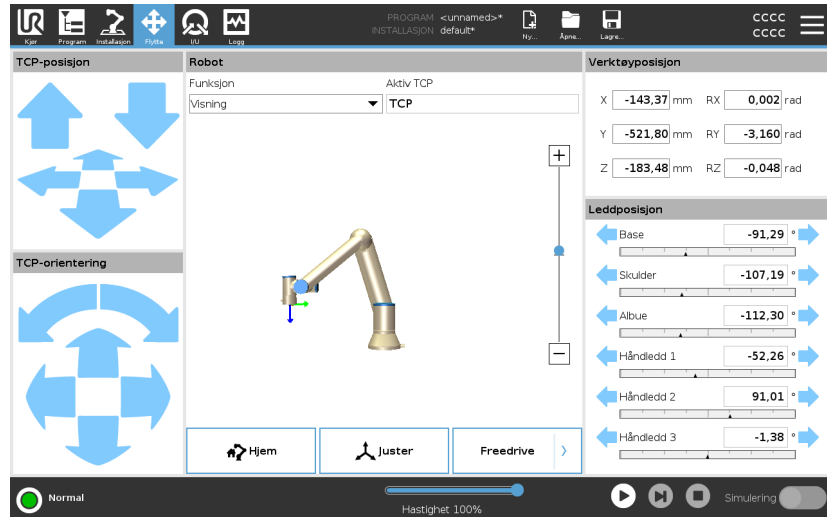 UR
PROGRAM <unnamed>*
INSTALLASJON default*
CCCC
CCCC
Kjør Program Installasjon Flytte I/U Logg Ny... Åpne... Lagre...
TCP-posisjon
Robot
Funksjon Aktiv TCP
Visning TCP
Verktøyposisjon
X -143,37 mm RX 0,002 rad
Y -521,80 mm RY -3,160 rad
Z -183,48 mm RZ -0,048 rad
Leddposisjon
Base -91,29 °
Skulder -107,19 °
Albue -112,30 °
Håndledd 1 -52,26 °
Håndledd 2 91,01 °
Håndledd 3 -1,38 °
TCP-orientering
Hjem Juster Freedrive
Normal
Hastighet 100%
Simulering